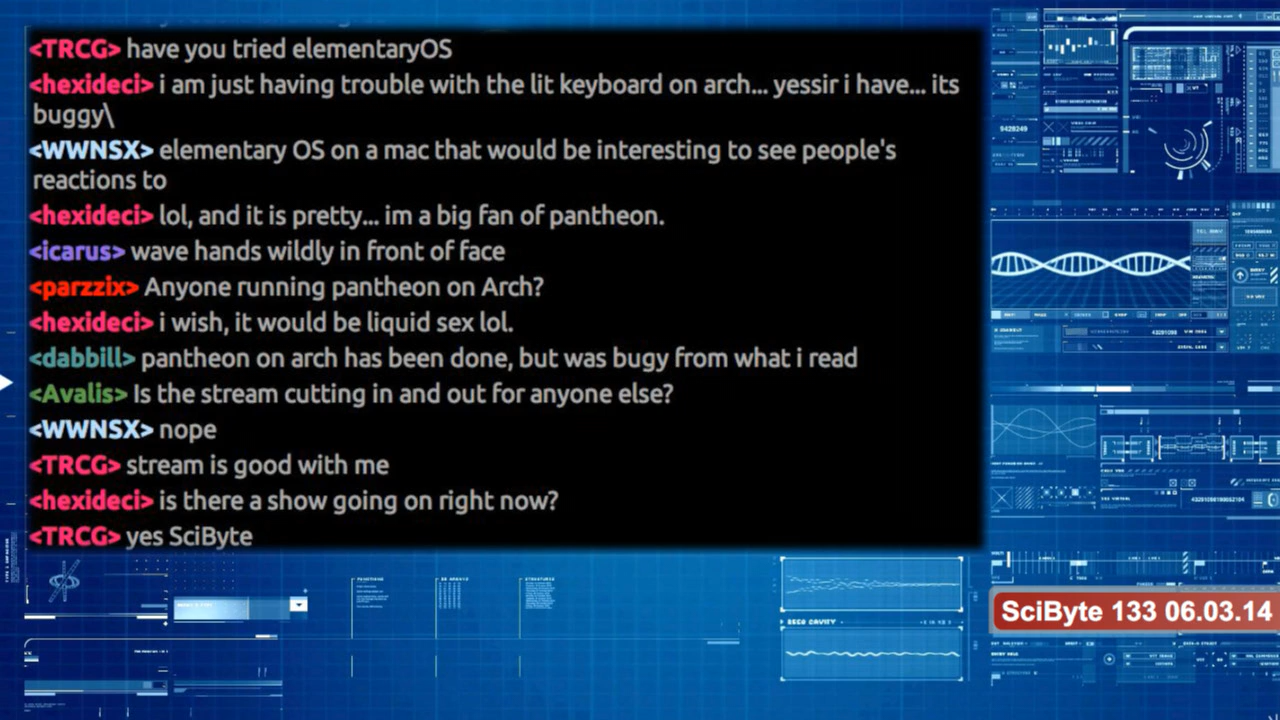 <TRCG> have you tried elementaryOS
<hexideci> i am just having trouble with the lit keyboard on arch... yessir i have... its
buggy\
<WWNSX> elementary OS on a mac that would be interesting to see people's
reactions to
<hexideci> lol, and it is pretty... im a big fan of pantheon.
<icarus> wave hands wildly in front of face
<parzzix> Anyone running pantheon on Arch?
<hexideci> i wish, it would be liquid sex lol.
<dabbill> pantheon on arch has been done, but was bugy from what i read
<Avalis> Is the stream cutting in and out for anyone else?
<WWNSX> nope
<TRCG> stream is good with me
<hexideci> is there a show going on right now?
<TRCG> yes SciByte
9428249
SciByte 133 06.03.14